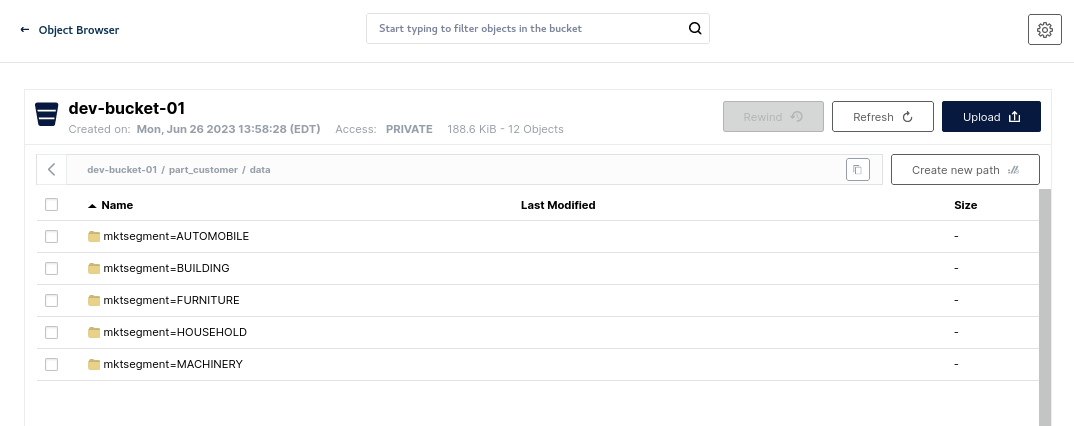 ← Object Browser
Start typing to filter objects in the bucket
dev-bucket-01
Created on: Mon, Jun 26 2023 13:58:28 (EDT) Access: PRIVATE 188.6 KiB - 12 Objects
Rewind
Refresh
Upload
dev-bucket-01 / part_customer / data
Create new path
Name Last Modified Size
mktsegment=AUTOMOBILE -
mktsegment=BUILDING -
mktsegment=FURNITURE -
mktsegment=HOUSEHOLD -
mktsegment=MACHINERY -